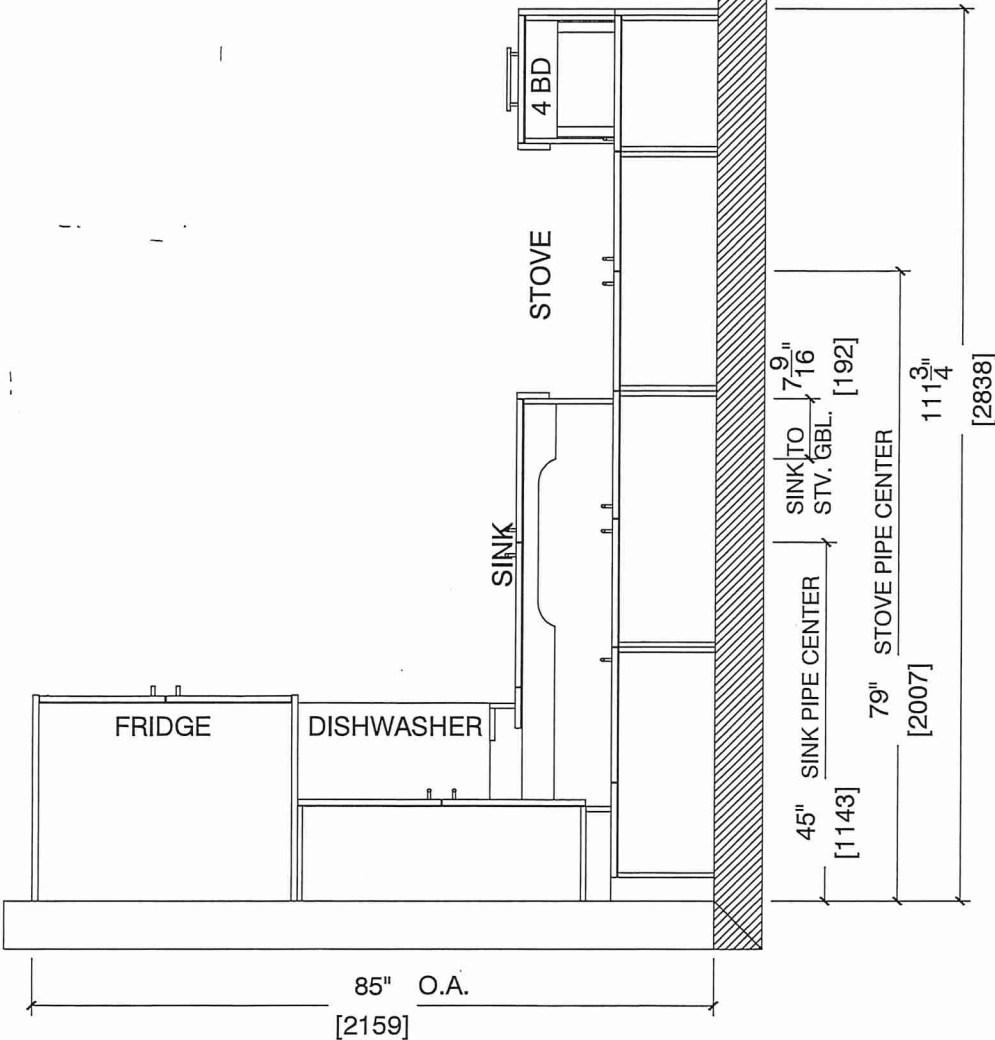 4 BD
STOVE
SINK
FRIDGE
DISHWASHER
7 9/16"
[192]
SINK TO
STV. GBL.
111 3/4"
[2838]
STOVE PIPE CENTER
79"
[2007]
SINK PIPE CENTER
45"
[1143]
85" O.A.
[2159]